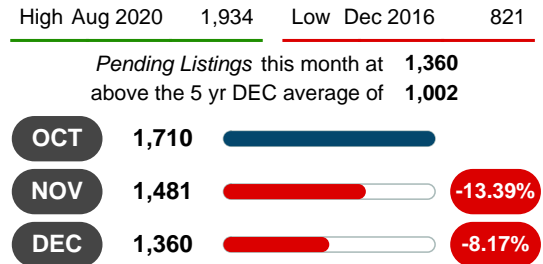 High Aug 2020 1,934 Low Dec 2016 821
Pending Listings this month at 1,360
above the 5 yr DEC average of 1,002
OCT 1,710
NOV 1,481 -13.39%
DEC 1,360 -8.17%